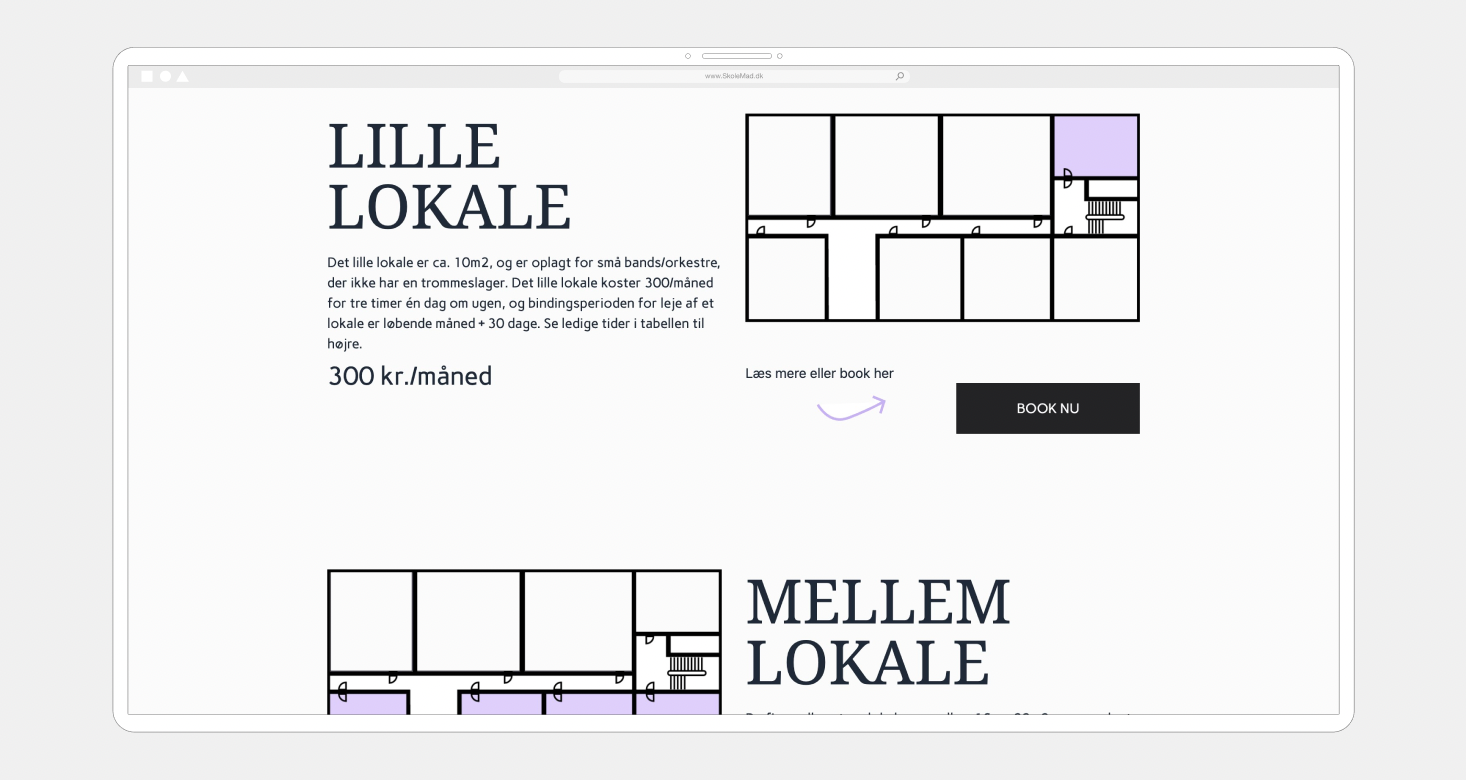 www.SkoleMad.dk
LILLE
LOKALE
Det lille lokale er ca. 10m2, og er oplagt for små bands/orkestre,
der ikke har en trommeslager. Det lille lokale koster 300/måned
for tre timer én dag om ugen, og bindingsperioden for leje af et
lokale er løbende måned + 30 dage. Se ledige tider i tabellen til
højre.
300 kr./måned
Læs mere eller book her
BOOK NU
MELLEM
LOKALE